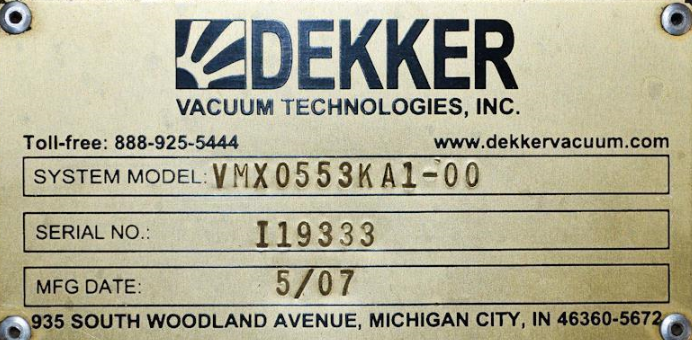 DEKKER
VACUUM TECHNOLOGIES, INC.
Toll-free: 888-925-5444 www.dekkervacuum.com
SYSTEM MODEL: VMX0553KA1-00
SERIAL NO.: I19333
MFG DATE: 5/07
935 SOUTH WOODLAND AVENUE, MICHIGAN CITY, IN 46360-5672